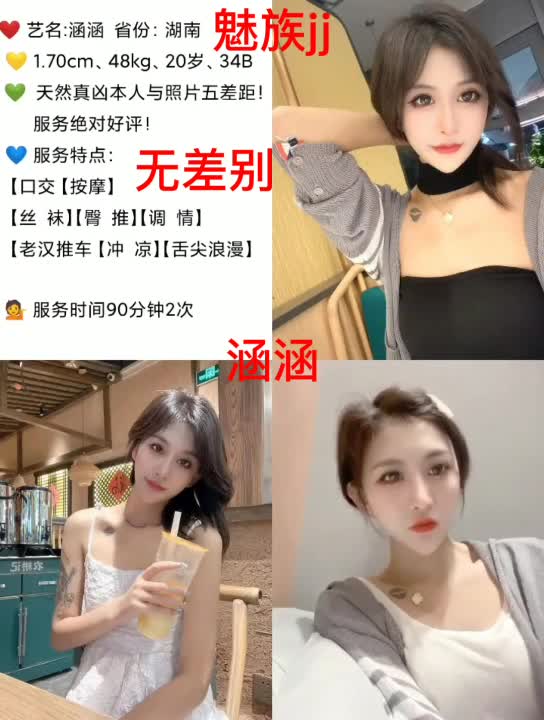 ❤️ 艺名:涵涵 省份: 湖南
魅族jj
💛 1.70cm、48kg、20岁、34B
💚 天然真凶本人与照片五差距!
服务绝对好评!
💙 服务特点:
无差别
【口交【按摩】
【丝 袜】【臀 推】【调 情】
【老汉推车【冲 凉】【舌尖浪漫】
💁 服务时间90分钟2次
涵涵